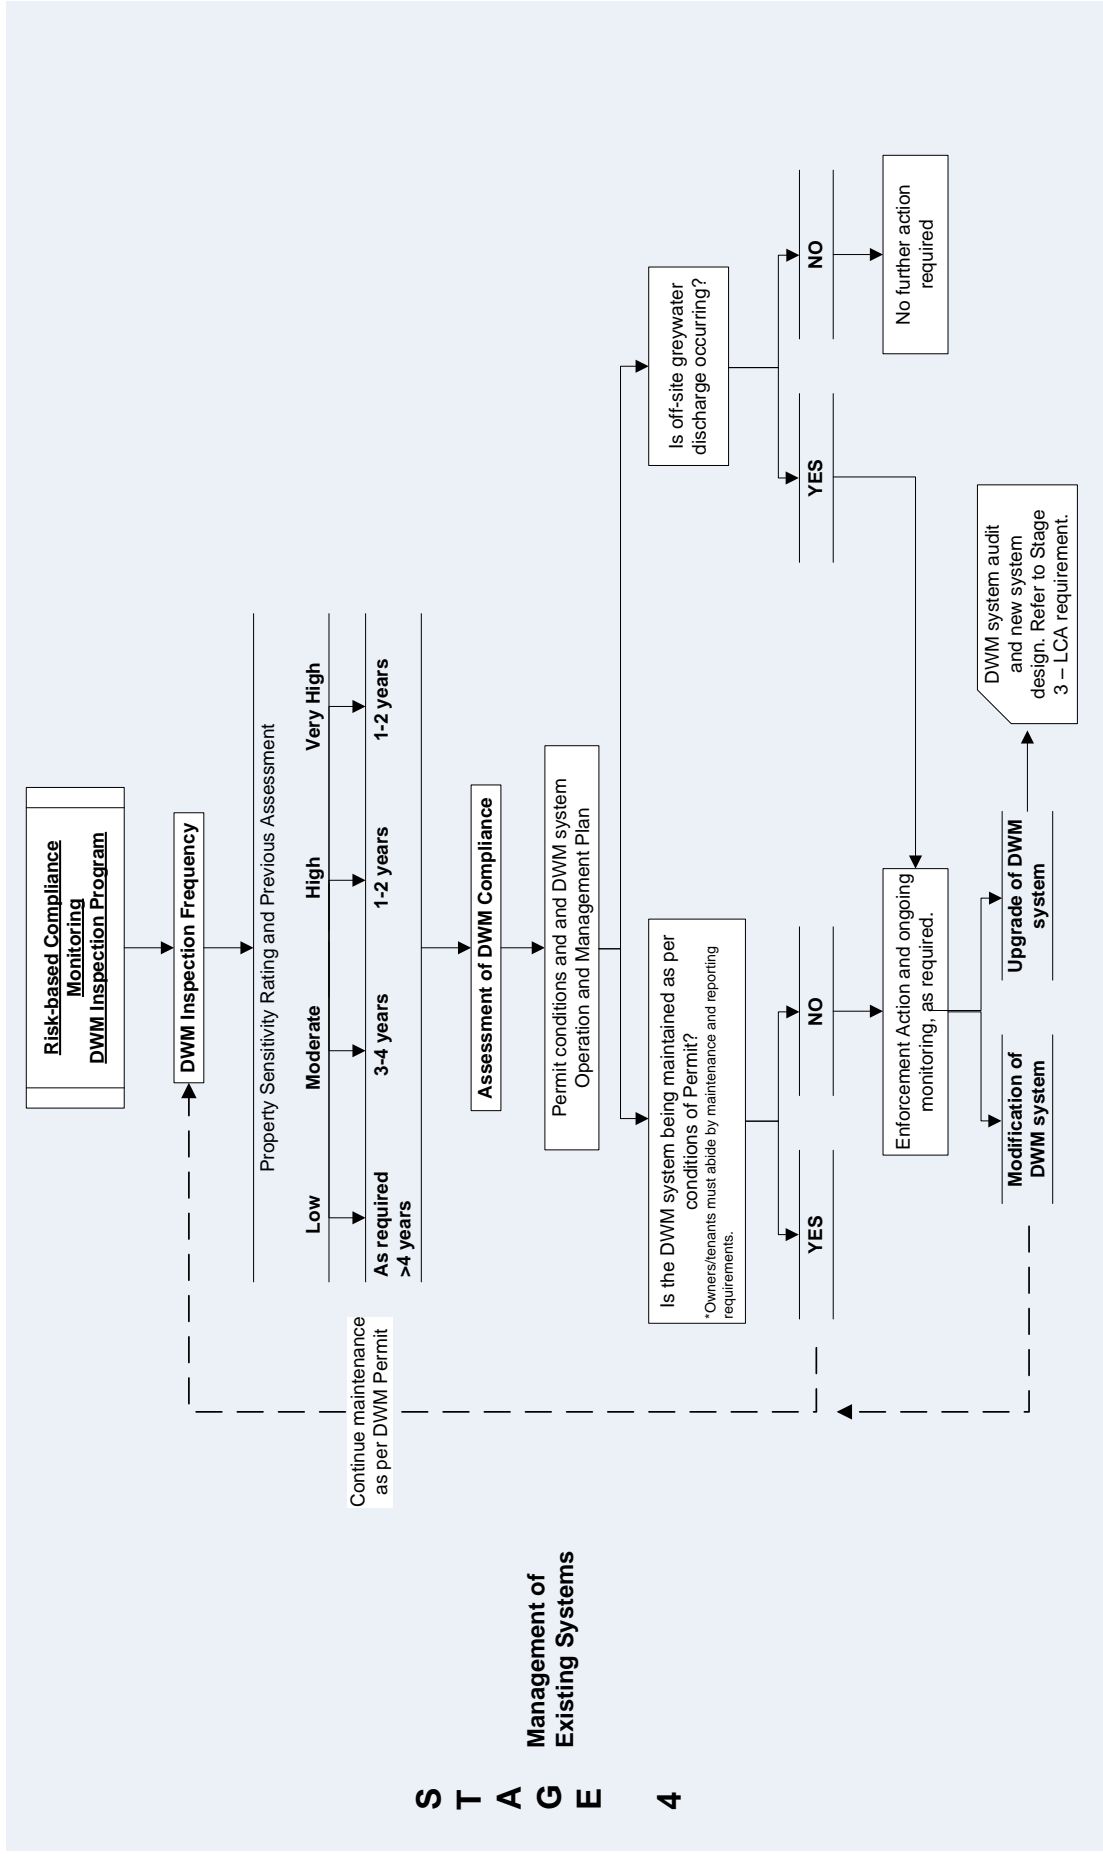 S
T
A
G
E
4
Management of
Existing Systems
Risk-based Compliance
Monitoring
DWM Inspection Program
DWM Inspection Frequency
Property Sensitivity Rating and Previous Assessment
Low
Moderate
High
Very High
As required
>4 years
3-4 years
1-2 years
1-2 years
Continue maintenance
as per DWM Permit
Assessment of DWM Compliance
Permit conditions and and DWM system
Operation and Management Plan
Is the DWM system being maintained as per
conditions of Permit?
*Owners/tenants must abide by maintenance and reporting
requirements.
Is off-site greywater
discharge occurring?
YES
NO
YES
NO
Enforcement Action and ongoing
monitoring, as required.
No further action
required
Modification of
DWM system
Upgrade of DWM
system
DWM system audit
and new system
design. Refer to Stage
3 – LCA requirement.